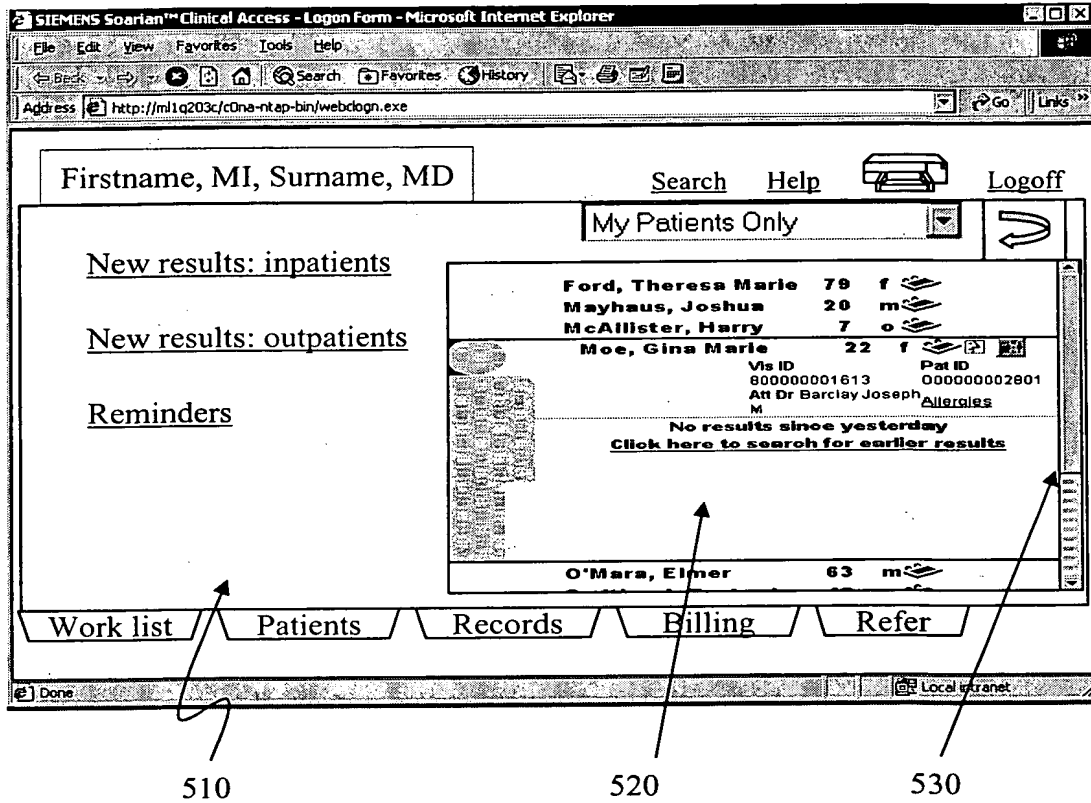 SIEMENS Soarian™ Clinical Access - Logon Form - Microsoft Internet Explorer
File Edit View Favorites Tools Help
Back Search Favorites History
Address http://ml1q203c/c0na-ntap-bin/webclogn.exe Go Links »
Firstname, MI, Surname, MD
Search Help Logoff
My Patients Only
New results: inpatients
New results: outpatients
Reminders
Ford, Theresa Marie 79 f
Mayhaus, Joshua 20 m
McAllister, Harry 7 o
Moe, Gina Marie 22 f
Vis ID Pat ID
800000001613 000000002801
Att Dr Barclay Joseph M Allergies
No results since yesterday
Click here to search for earlier results
O'Mara, Elmer 63 m
Work list Patients Records Billing Refer
Done Local intranet
510 520 530